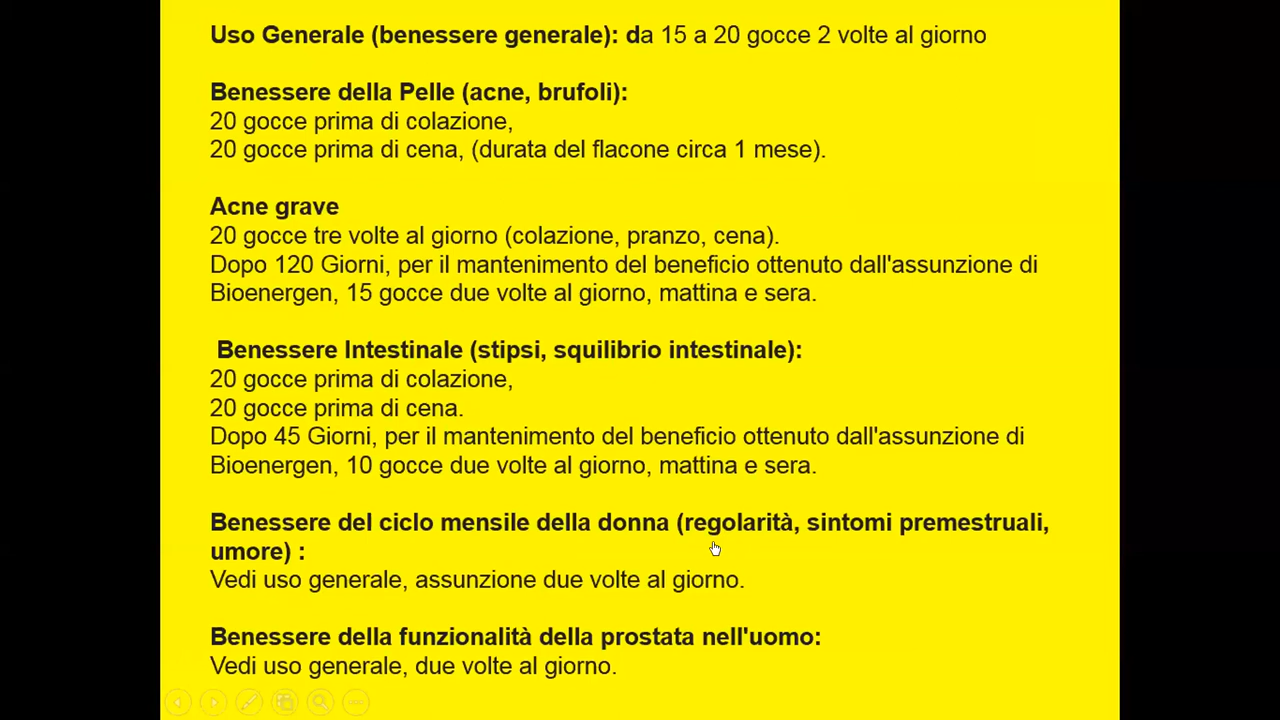 Uso Generale (benessere generale): da 15 a 20 gocce 2 volte al giorno
Benessere della Pelle (acne, brufoli):
20 gocce prima di colazione,
20 gocce prima di cena, (durata del flacone circa 1 mese).
Acne grave
20 gocce tre volte al giorno (colazione, pranzo, cena).
Dopo 120 Giorni, per il mantenimento del beneficio ottenuto dall'assunzione di
Bioenergen, 15 gocce due volte al giorno, mattina e sera.
Benessere Intestinale (stipsi, squilibrio intestinale):
20 gocce prima di colazione,
20 gocce prima di cena.
Dopo 45 Giorni, per il mantenimento del beneficio ottenuto dall'assunzione di
Bioenergen, 10 gocce due volte al giorno, mattina e sera.
Benessere del ciclo mensile della donna (regolarità, sintomi premestruali,
umore) :
Vedi uso generale, assunzione due volte al giorno.
Benessere della funzionalità della prostata nell'uomo:
Vedi uso generale, due volte al giorno.